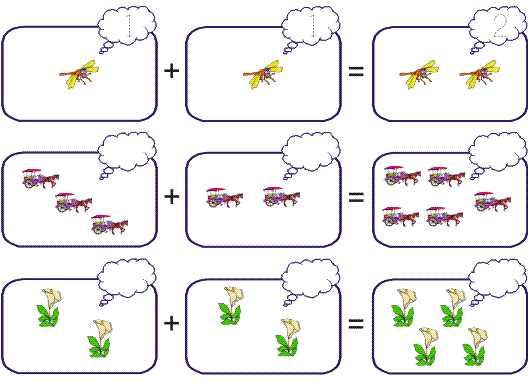 1 + 1 = 2
+ =
+ =